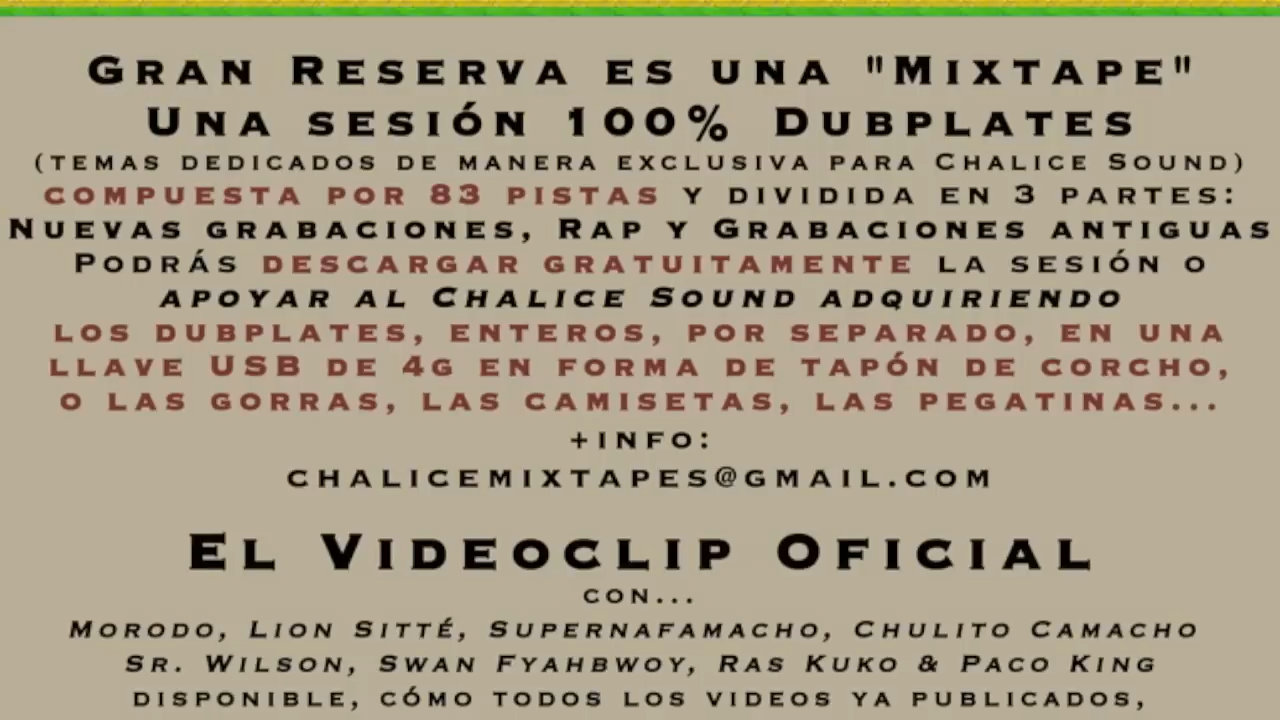 Gran Reserva es una "Mixtape"
Una sesión 100% Dubplates
(temas dedicados de manera exclusiva para Chalice Sound)
compuesta por 83 pistas y dividida en 3 partes:
Nuevas grabaciones, Rap y Grabaciones antiguas
Podrás descargar gratuitamente la sesión o
apoyar al Chalice Sound adquiriendo
los dubplates, enteros, por separado, en una
llave USB de 4g en forma de tapón de corcho,
o las gorras, las camisetas, las pegatinas...
+info:
chalicemixtapes@gmail.com
El Videoclip Oficial
con...
Morodo, Lion Sitté, Supernafamacho, Chulito Camacho
Sr. Wilson, Swan Fyahbwoy, Ras Kuko & Paco King
disponible, cómo todos los videos ya publicados,